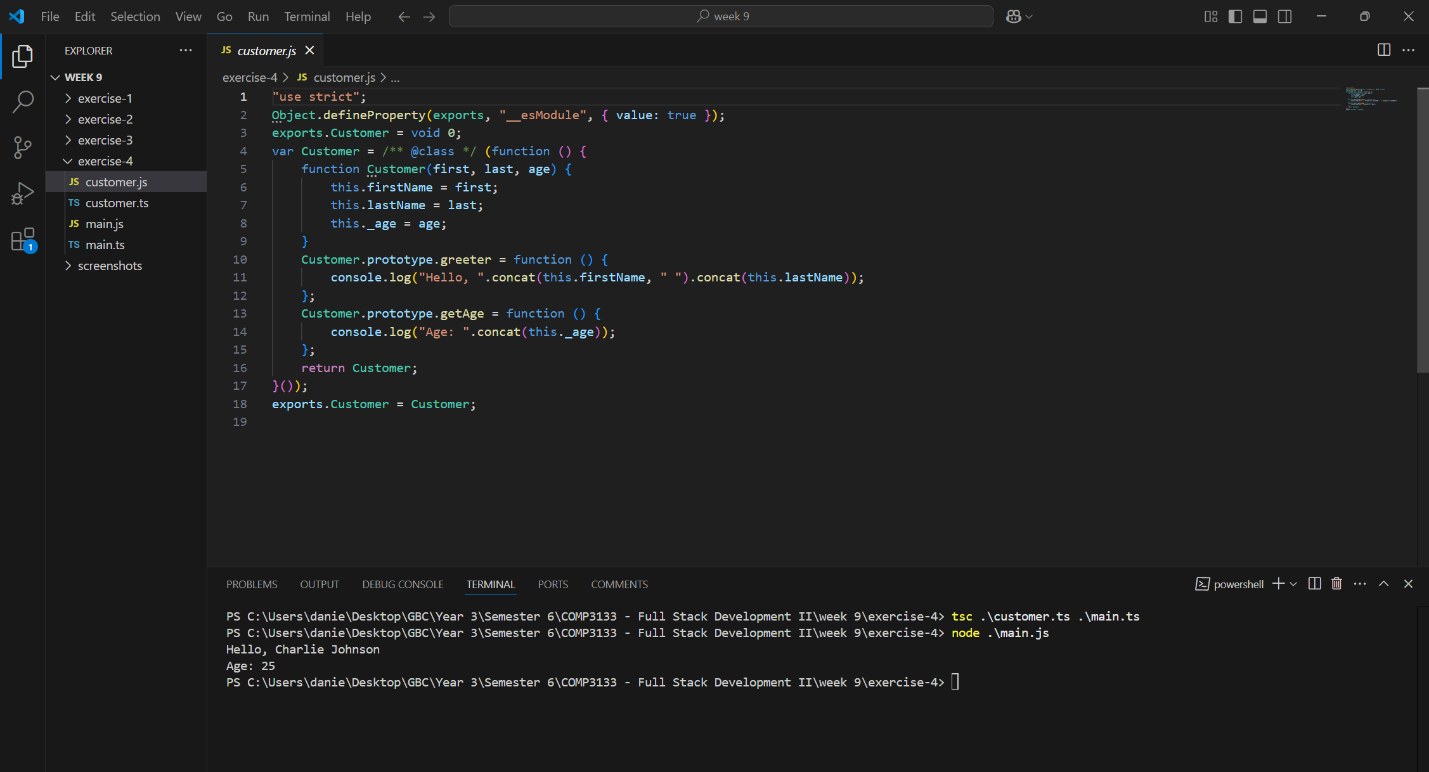 File Edit Selection View Go Run Terminal Help
week 9
EXPLORER
WEEK 9
exercise-1
exercise-2
exercise-3
exercise-4
JS customer.js
TS customer.ts
JS main.js
TS main.ts
screenshots
1
JS customer.js
exercise-4 > JS customer.js > ...
1 "use strict";
2 Object.defineProperty(exports, "__esModule", { value: true });
3 exports.Customer = void 0;
4 var Customer = /** @class */ (function () {
5     function Customer(first, last, age) {
6         this.firstName = first;
7         this.lastName = last;
8         this._age = age;
9     }
10     Customer.prototype.greeter = function () {
11         console.log("Hello, ".concat(this.firstName, " ").concat(this.lastName));
12     };
13     Customer.prototype.getAge = function () {
14         console.log("Age: ".concat(this._age));
15     };
16     return Customer;
17 }());
18 exports.Customer = Customer;
19
PROBLEMS OUTPUT DEBUG CONSOLE TERMINAL PORTS COMMENTS
powershell
PS C:\Users\danie\Desktop\GBC\Year 3\Semester 6\COMP3133 - Full Stack Development II\week 9\exercise-4> tsc .\customer.ts .\main.ts
PS C:\Users\danie\Desktop\GBC\Year 3\Semester 6\COMP3133 - Full Stack Development II\week 9\exercise-4> node .\main.js
Hello, Charlie Johnson
Age: 25
PS C:\Users\danie\Desktop\GBC\Year 3\Semester 6\COMP3133 - Full Stack Development II\week 9\exercise-4>